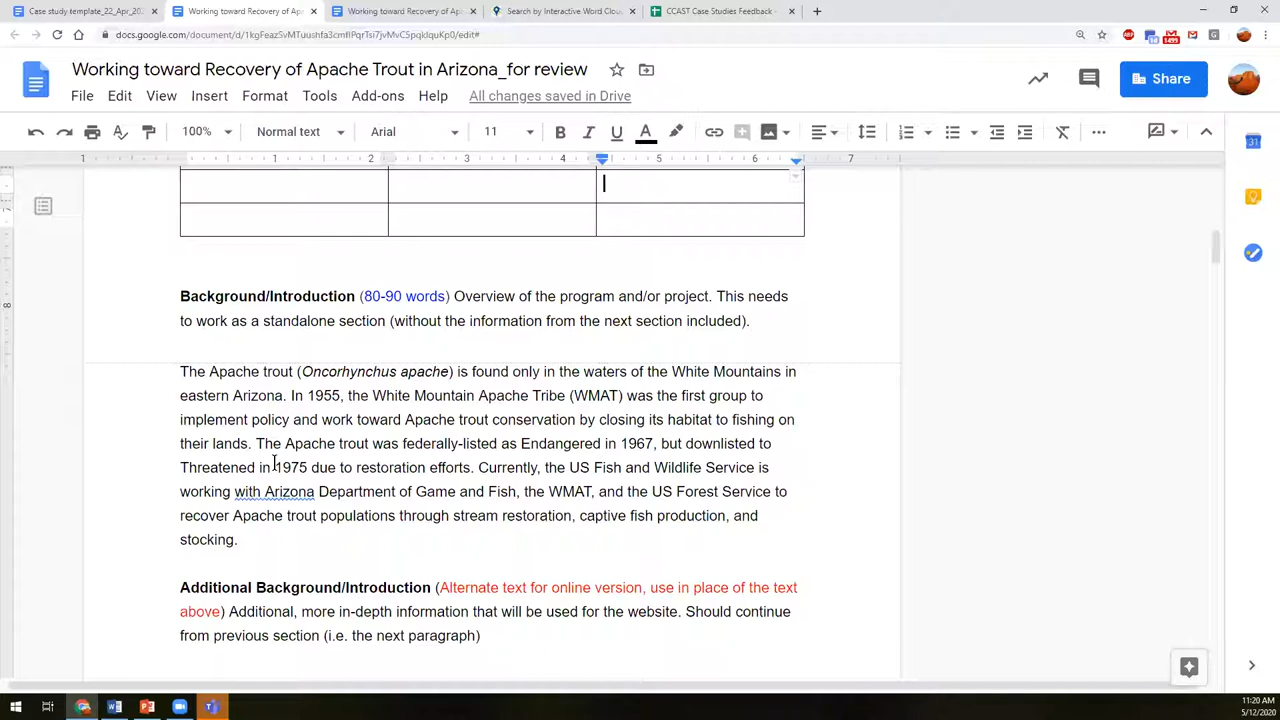 Case study template_22_Apr_20
Working toward Recovery of Ap
Working toward Recovery of Apa
Search by Interactive Word Clou
CCAST Case Studies Feedback -
Working toward Recovery of Apache Trout in Arizona_for review
File Edit View Insert Format Tools Add-ons Help All changes saved in Drive
Share
100% Normal text Arial 11
1 1 2 3 4 5 6 7
Background/Introduction (80-90 words) Overview of the program and/or project. This needs
to work as a standalone section (without the information from the next section included).
The Apache trout (Oncorhynchus apache) is found only in the waters of the White Mountains in
eastern Arizona. In 1955, the White Mountain Apache Tribe (WMAT) was the first group to
implement policy and work toward Apache trout conservation by closing its habitat to fishing on
their lands. The Apache trout was federally-listed as Endangered in 1967, but downlisted to
Threatened in 1975 due to restoration efforts. Currently, the US Fish and Wildlife Service is
working with Arizona Department of Game and Fish, the WMAT, and the US Forest Service to
recover Apache trout populations through stream restoration, captive fish production, and
stocking.
Additional Background/Introduction (Alternate text for online version, use in place of the text
above) Additional, more in-depth information that will be used for the website. Should continue
from previous section (i.e. the next paragraph)
11:20 AM
5/12/2020